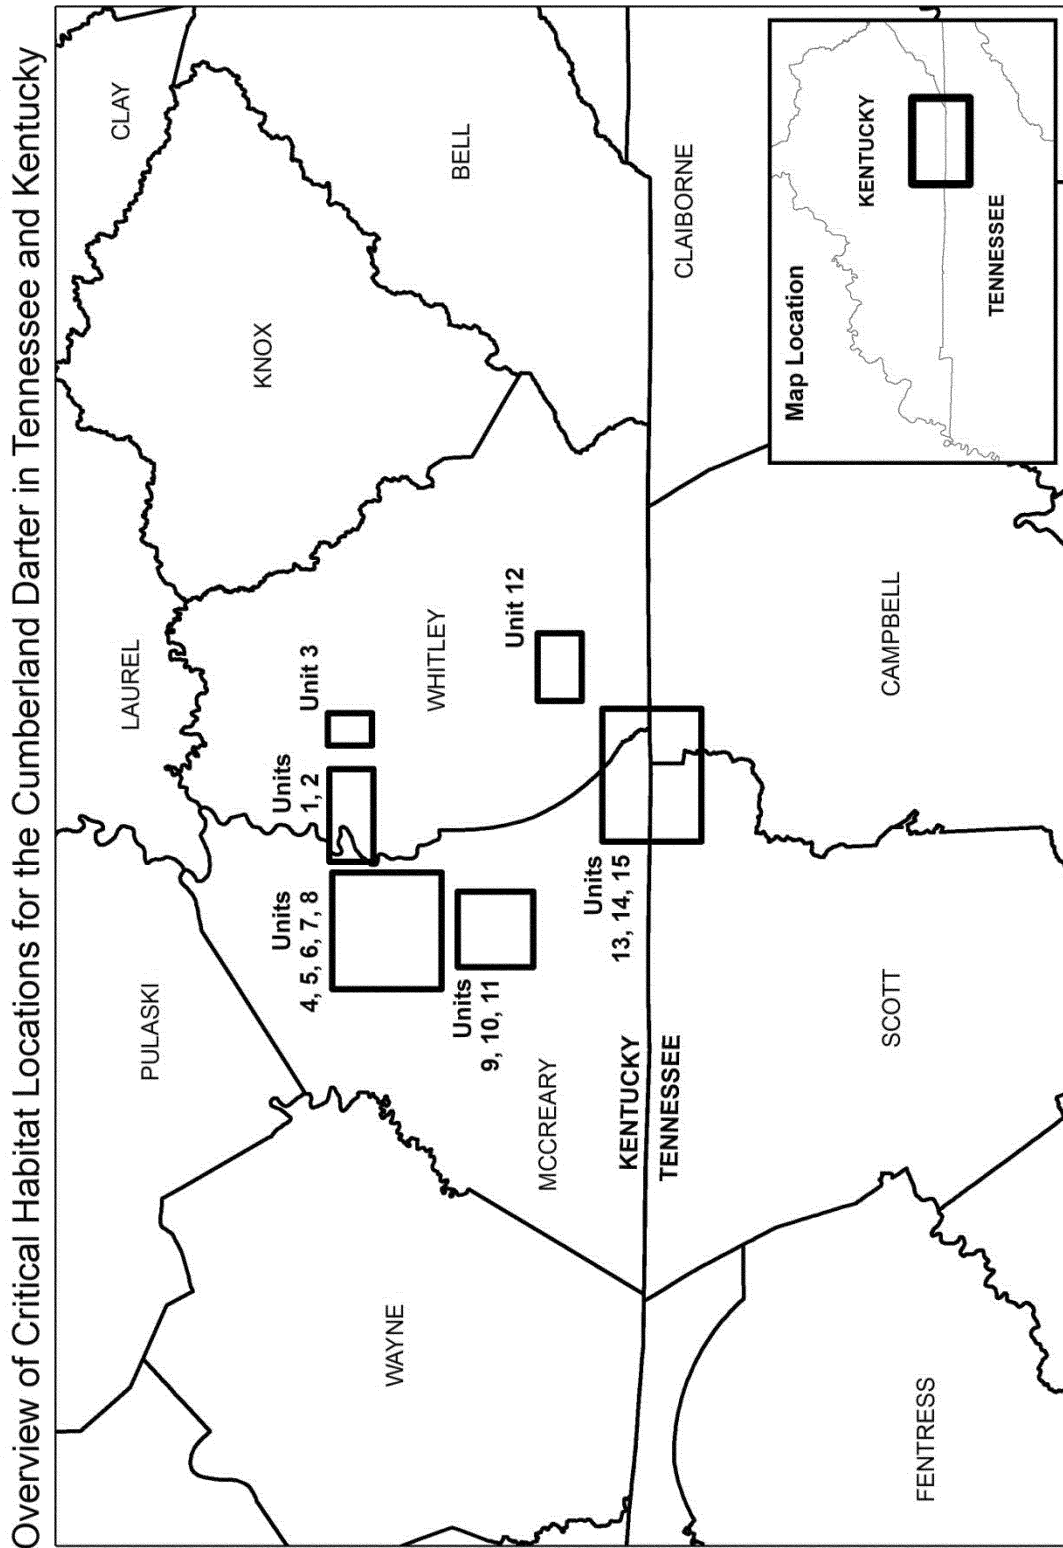 Overview of Critical Habitat Locations for the Cumberland Darter in Tennessee and Kentucky
PULASKI
LAUREL
CLAY
KNOX
WAYNE
Units
4, 5, 6, 7, 8
Units
1, 2
Unit 3
WHITLEY
BELL
Units
9, 10, 11
MCCREARY
Unit 12
Units
13, 14, 15
KENTUCKY
TENNESSEE
CLAIBORNE
FENTRESS
SCOTT
CAMPBELL
Map Location
KENTUCKY
TENNESSEE